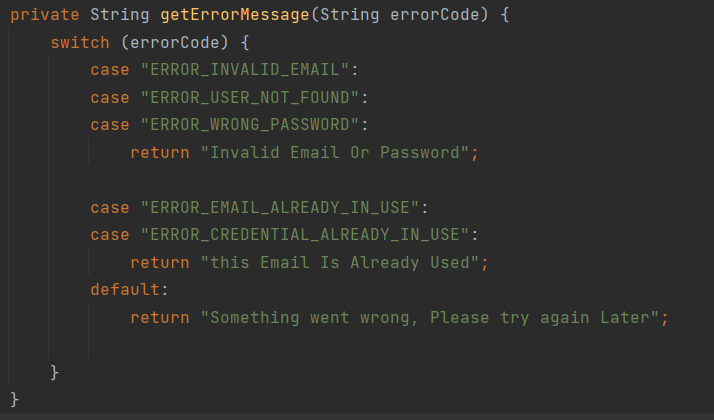 private String getErrorMessage(String errorCode) {
switch (errorCode) {
case "ERROR_INVALID_EMAIL":
case "ERROR_USER_NOT_FOUND":
case "ERROR_WRONG_PASSWORD":
return "Invalid Email Or Password";
case "ERROR_EMAIL_ALREADY_IN_USE":
case "ERROR_CREDENTIAL_ALREADY_IN_USE":
return "this Email Is Already Used";
default:
return "Something went wrong, Please try again Later";
}
}